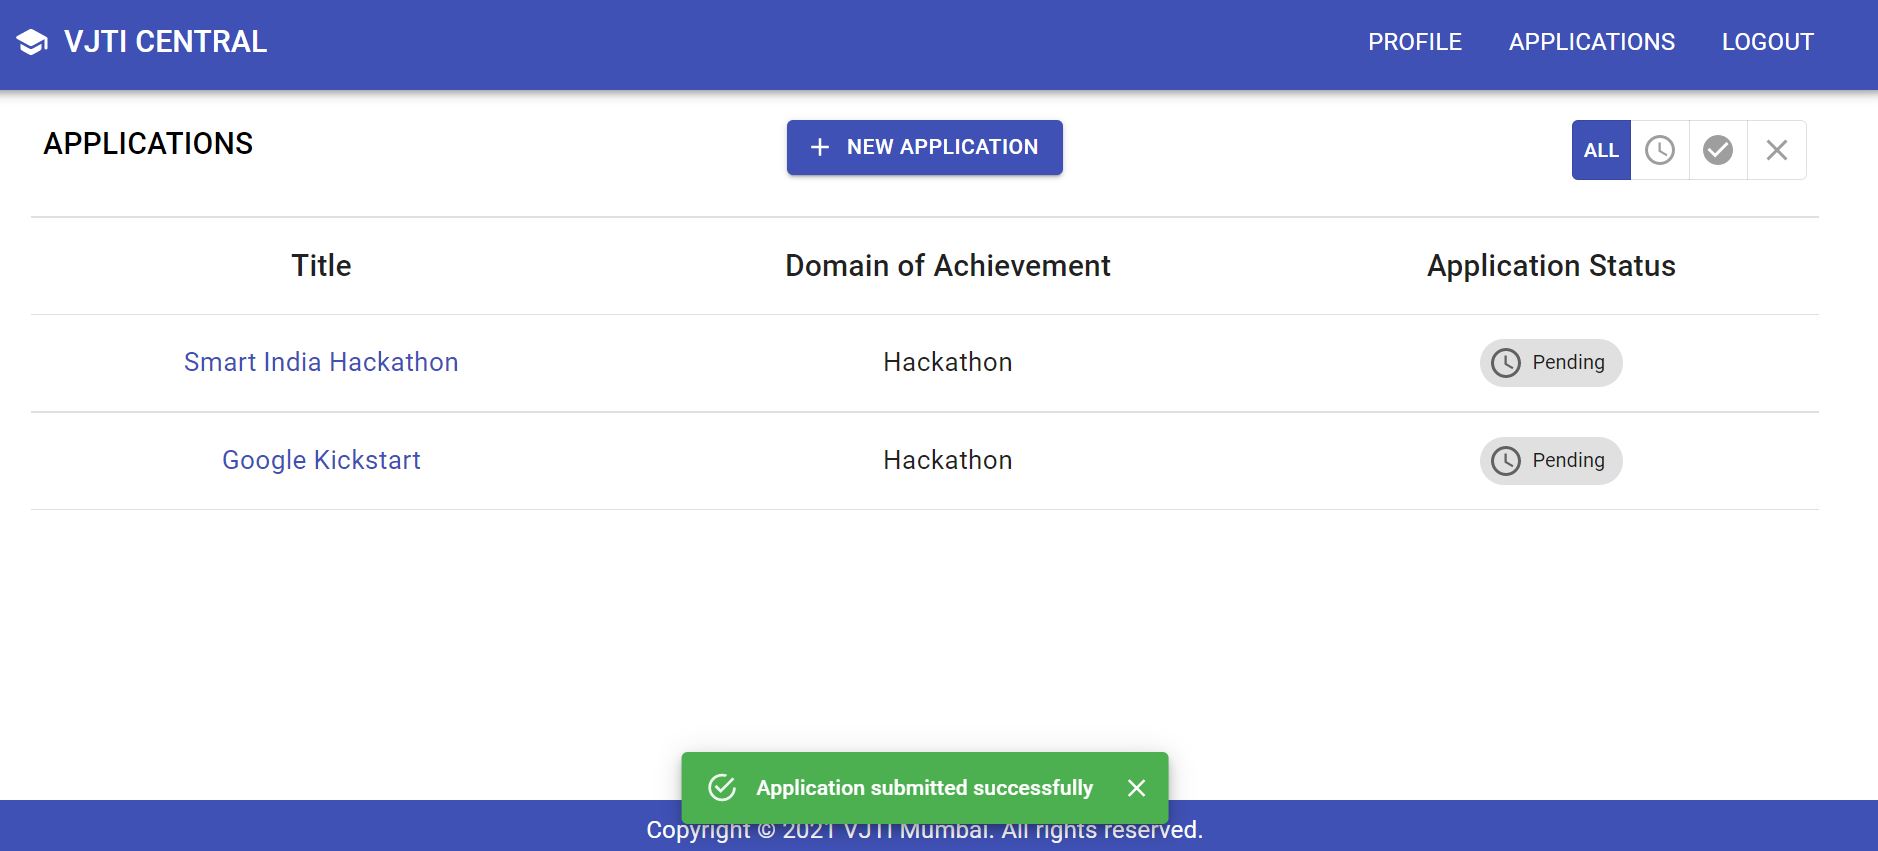 VJTI CENTRAL PROFILE APPLICATIONS LOGOUT
APPLICATIONS NEW APPLICATION ALL
Title Domain of Achievement Application Status
Smart India Hackathon Hackathon Pending
Google Kickstart Hackathon Pending
Application submitted successfully
Copyright © 2021 VJTI Mumbai. All rights reserved.